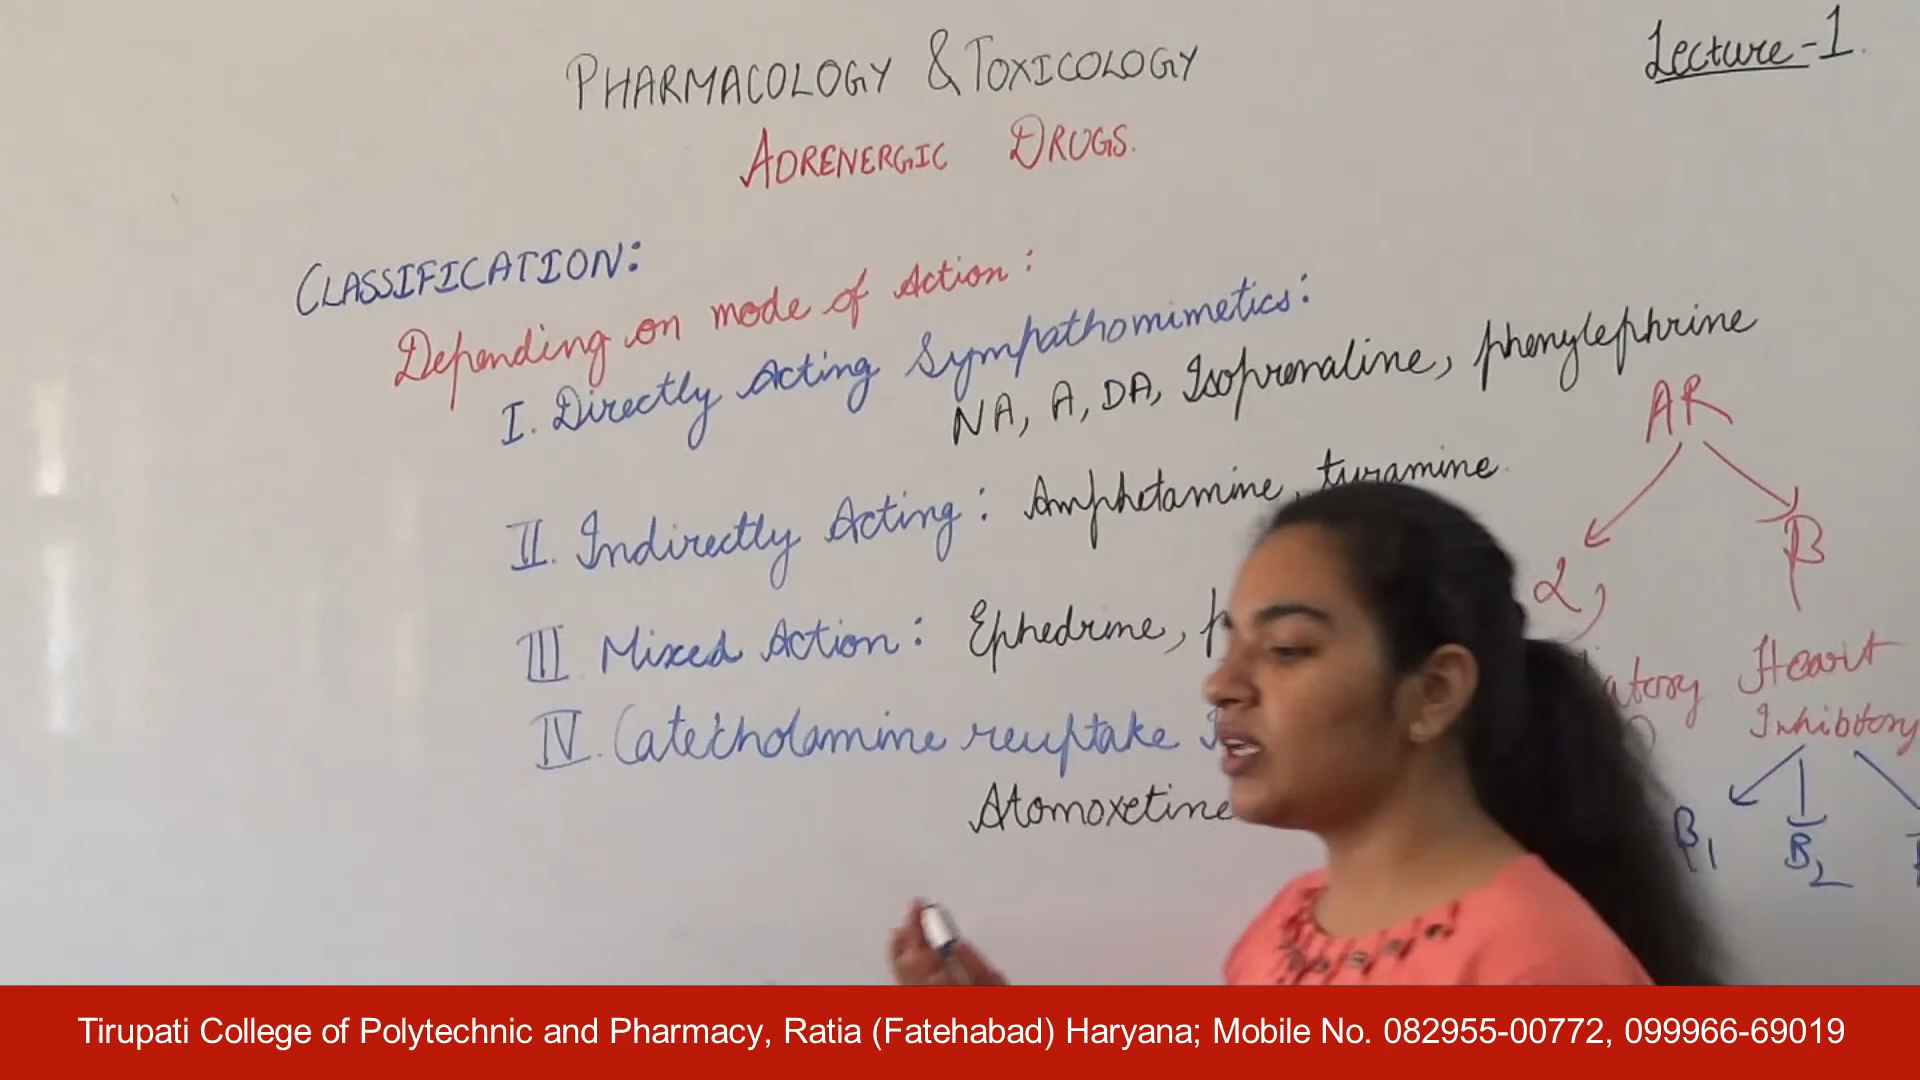 Lecture-1.
PHARMACOLOGY & TOXICOLOGY
ADRENERGIC DRUGS.
CLASSIFICATION:
Depending on mode of Action:
I. Directly Acting Sympathomimetics:
NA, A, DA, Isoprenaline, phenylephrine
II. Indirectly Acting: Amphetamine, tyramine
III Mixed Action: Ephedrine,
IV. Catecholamine reuptake
Atomoxetine
AR
α β
Heart
Inhibitory
β1 β2
Tirupati College of Polytechnic and Pharmacy, Ratia (Fatehabad) Haryana; Mobile No. 082955-00772, 099966-69019